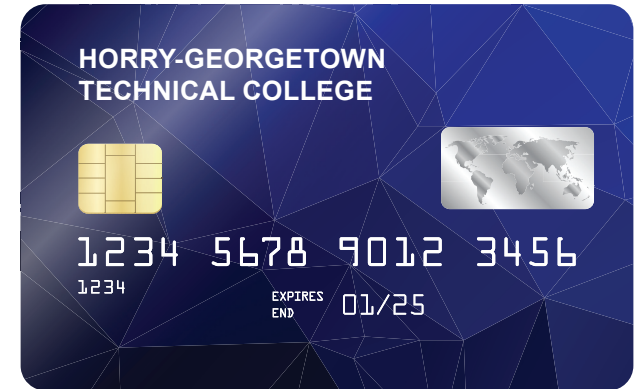 HORRY-GEORGETOWN
TECHNICAL COLLEGE
1234 5678 9012 3456
1234
EXPIRES
END
01/25